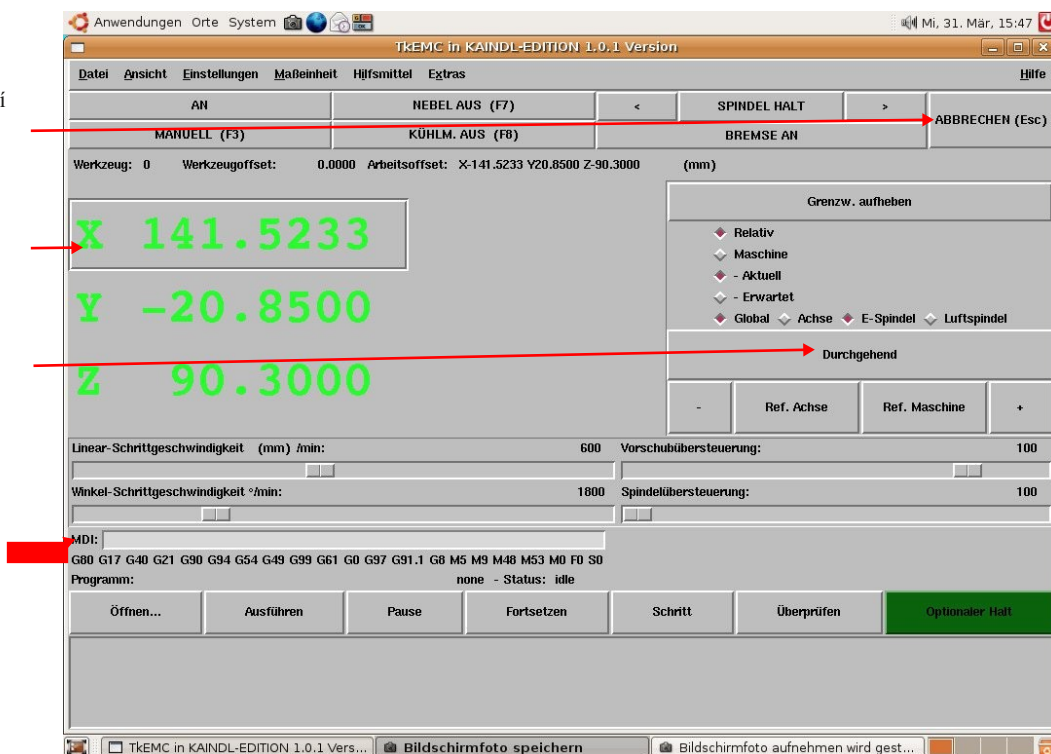 Anwendungen Orte System Mi, 31. Mär, 15:47
TkEMC in KAINDL-EDITION 1.0.1 Version
Datei Ansicht Einstellungen Maßeinheit Hilfsmittel Extras Hilfe
í
AN NEBEL AUS (F7) < SPINDEL HALT > ABBRECHEN (Esc)
MANUELL (F3) KÜHLM. AUS (F8) BREMSE AN
Werkzeug: 0 Werkzeugoffset: 0.0000 Arbeitsoffset: X-141.5233 Y20.8500 Z-90.3000 (mm)
X 141.5233
Y -20.8500
Z 90.3000
Grenzw. aufheben
Relativ
Maschine
- Aktuell
- Erwartet
Global Achse E-Spindel Luftspindel
Durchgehend
- Ref. Achse Ref. Maschine +
Linear-Schrittgeschwindigkeit (mm) /min: 600 Vorschubübersteuerung: 100
Winkel-Schrittgeschwindigkeit °/min: 1800 Spindelübersteuerung: 100
MDI:
G80 G17 G40 G21 G90 G94 G54 G49 G99 G61 G0 G97 G91.1 G8 M5 M9 M48 M53 M0 F0 S0
Programm: none - Status: idle
Öffnen... Ausführen Pause Fortsetzen Schritt Überprüfen Optionaler Halt
TkEMC in KAINDL-EDITION 1.0.1 Vers... Bildschirmfoto speichern Bildschirmfoto aufnehmen wird gest...